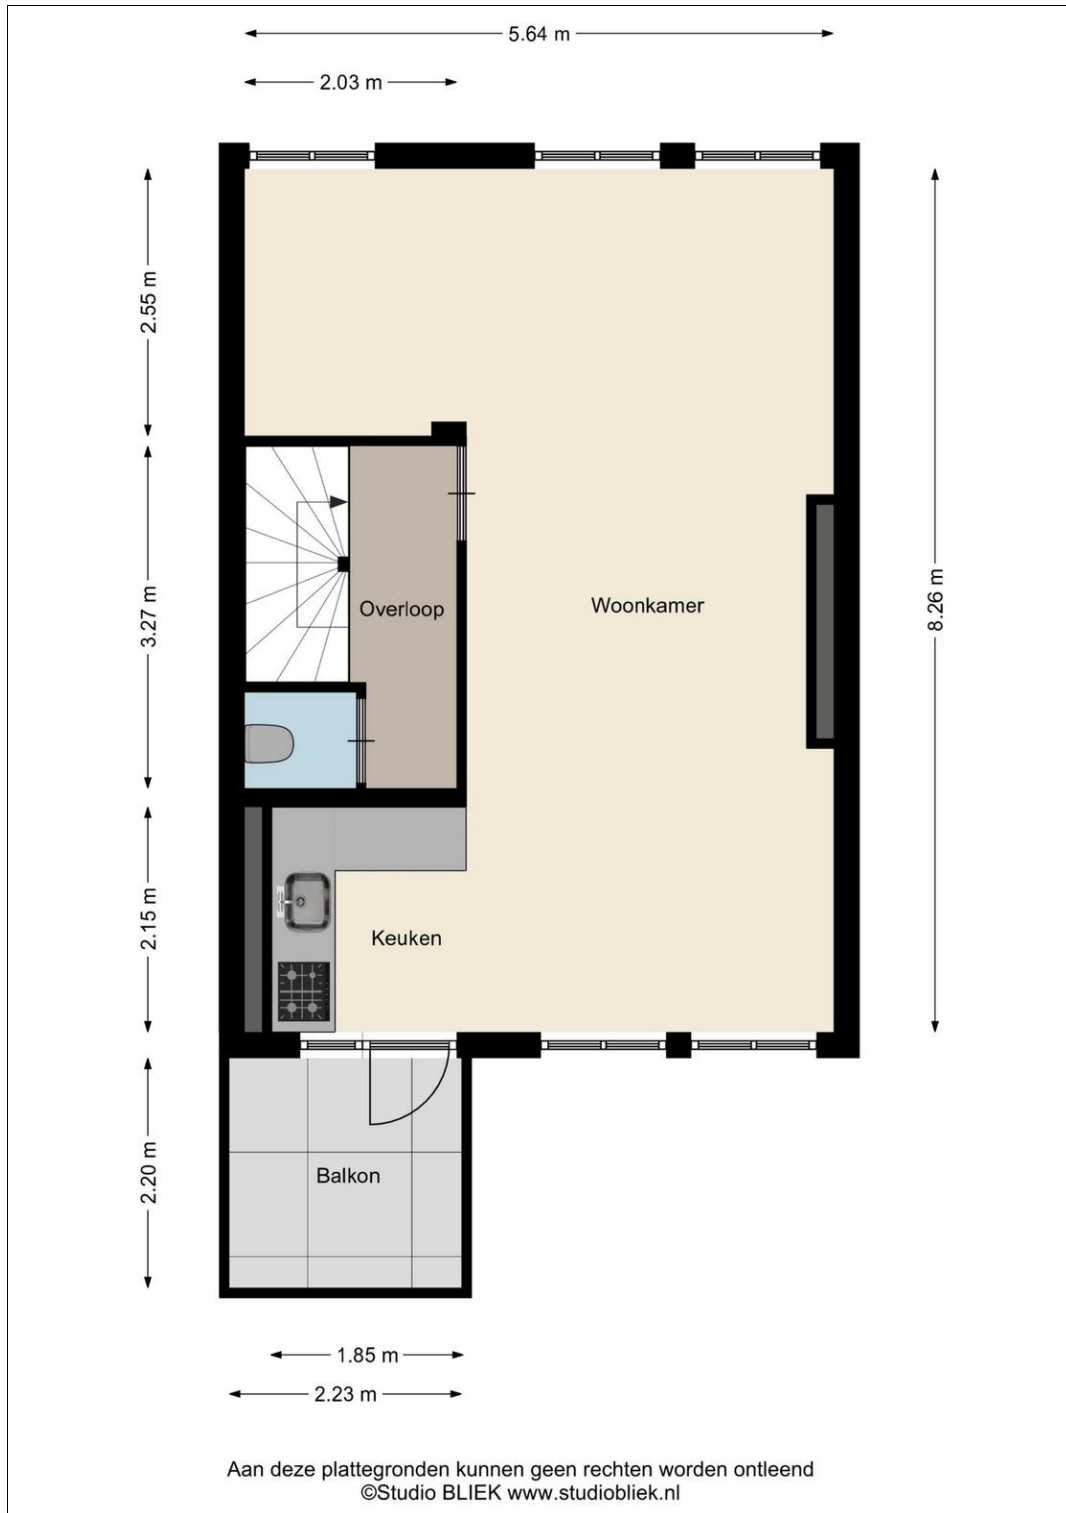 5.64 m
2.03 m
2.55 m
3.27 m
8.26 m
Overloop
Woonkamer
2.15 m
Keuken
2.20 m
Balkon
1.85 m
2.23 m
Aan deze plattegronden kunnen geen rechten worden ontleend
©Studio BLIEK www.studiobliek.nl